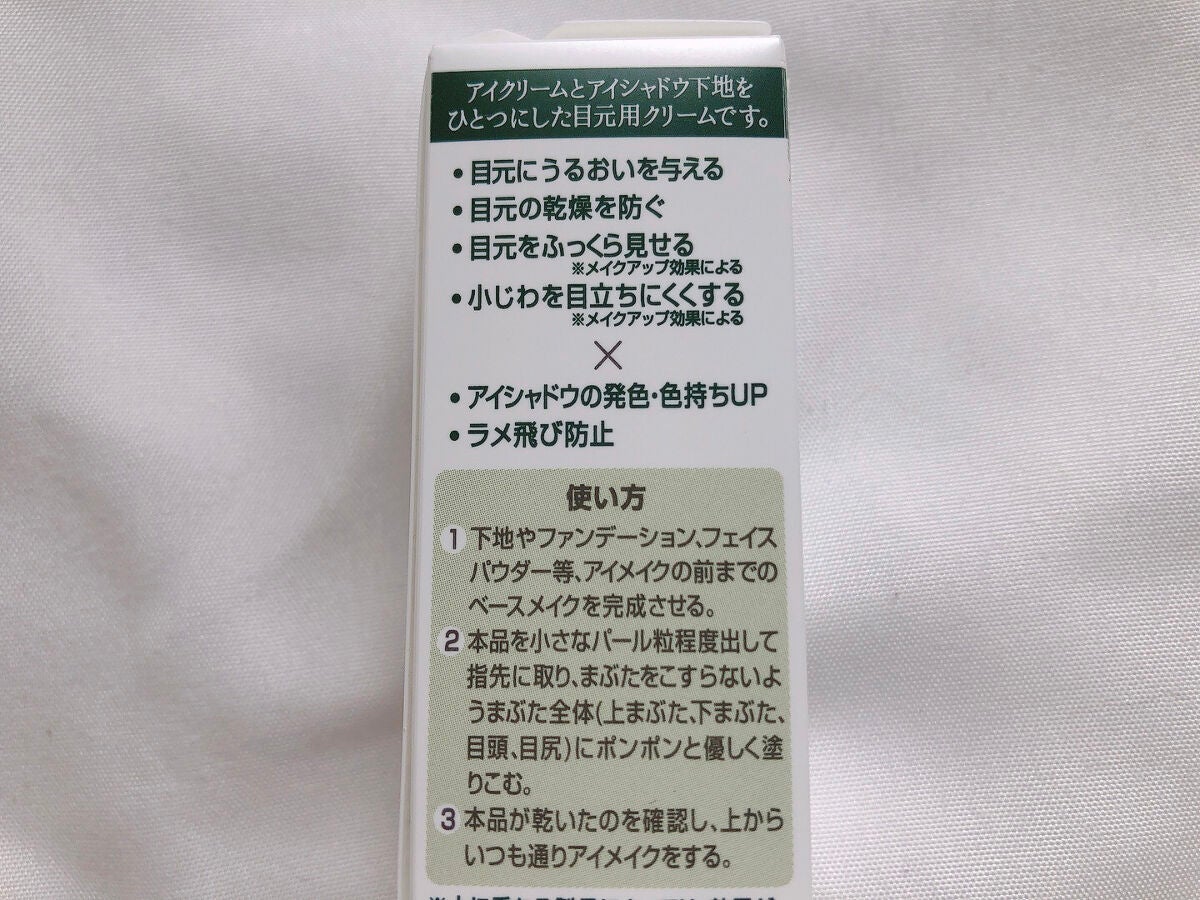 アイクリームとアイシャドウ下地を
ひとつにした目元用クリームです。
・目元にうるおいを与える
・目元の乾燥を防ぐ
・目元をふっくら見せる
※メイクアップ効果による
・小じわを目立ちにくくする
※メイクアップ効果による
×
・アイシャドウの発色・色持ちUP
・ラメ飛び防止
使い方
1 下地やファンデーション、フェイス
パウダー等、アイメイクの前までの
ベースメイクを完成させる。
2 本品を小さなパール粒程度出して
指先に取り、まぶたをこすらないよ
うまぶた全体(上まぶた、下まぶた、
目頭、目尻)にポンポンと優しく塗
りこむ。
3 本品が乾いたのを確認し、上から
いつも通りアイメイクをする。